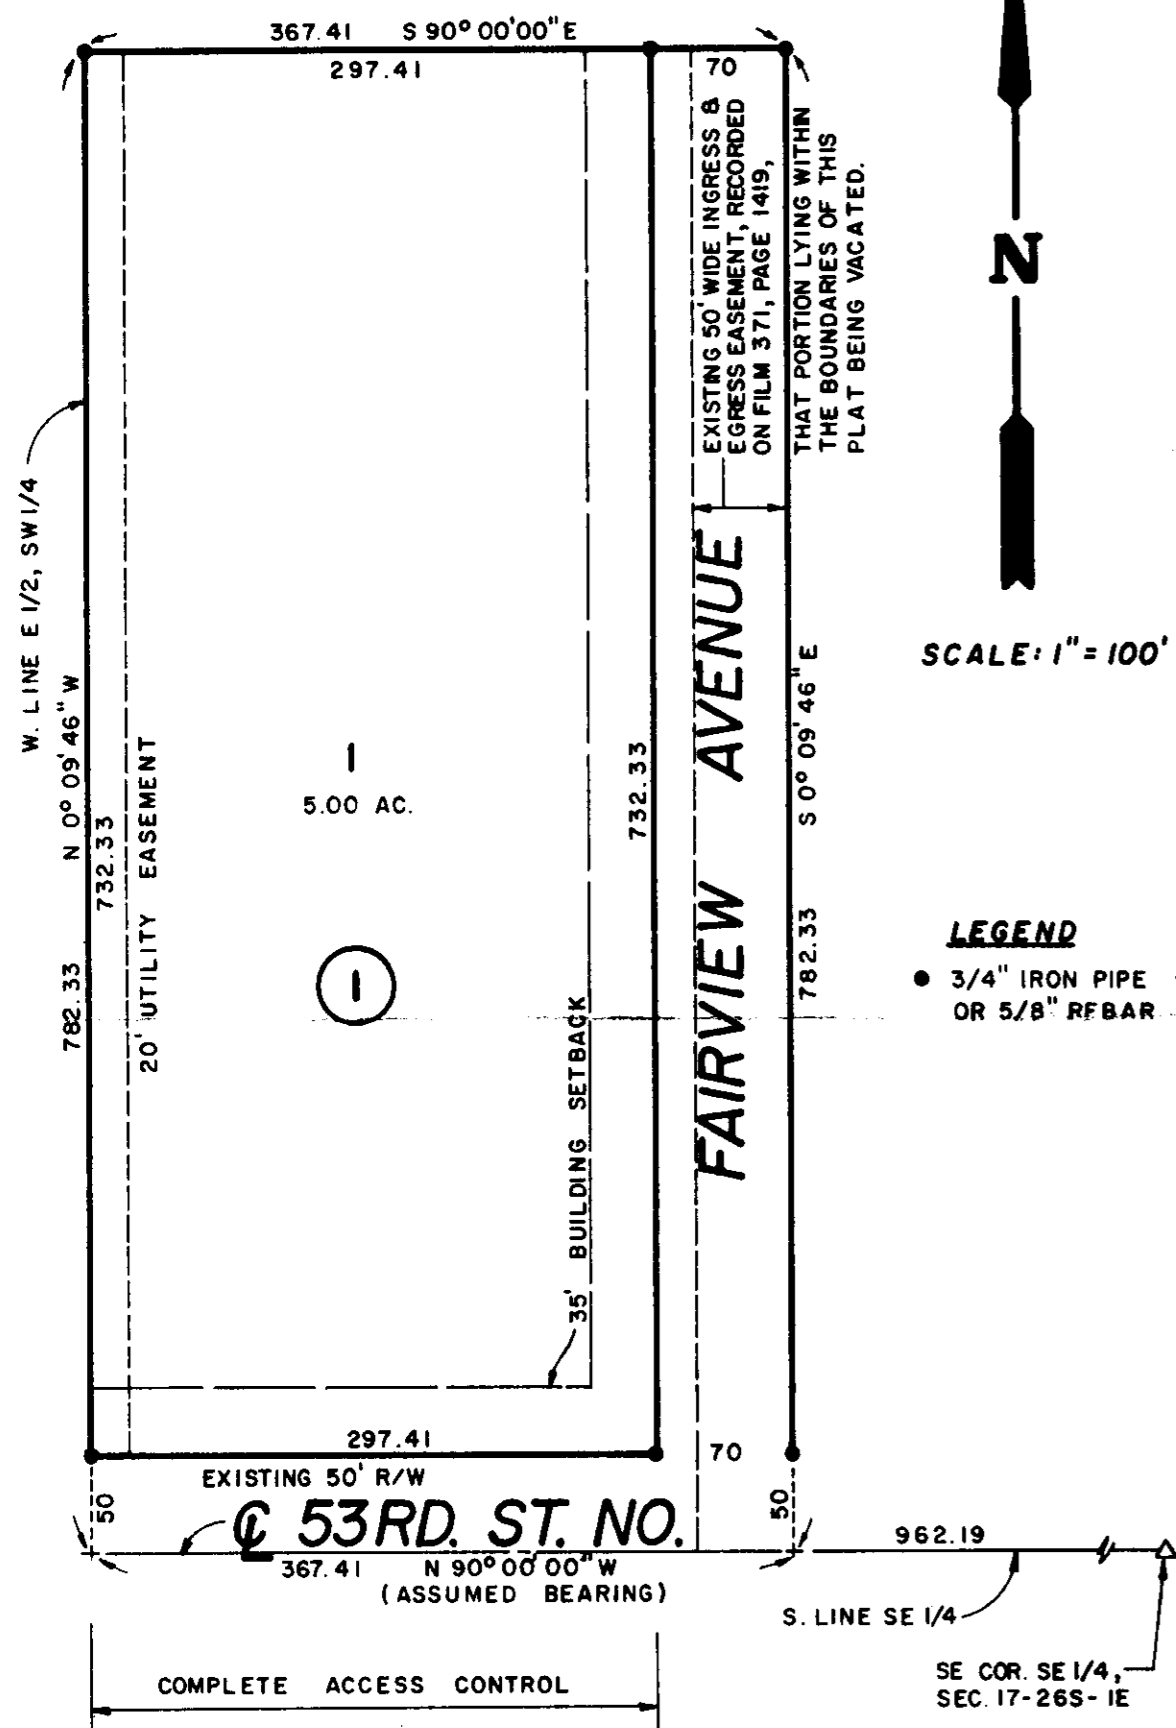 367.41 S 90° 00' 00" E
297.41
70
EXISTING 50' WIDE INGRESS &
EGRESS EASEMENT, RECORDED
ON FILM 371, PAGE 1419,
THAT PORTION LYING WITHIN
THE BOUNDARIES OF THIS
PLAT BEING VACATED.
N
SCALE: 1" = 100'
W. LINE E 1/2, SW 1/4
N 0° 09' 46" W
732.33
782.33
20' UTILITY EASEMENT
1
5.00 AC.
1
732.33
35' BUILDING SETBACK
FAIRVIEW AVENUE
S 0° 09' 46" E
782.33
LEGEND
● 3/4" IRON PIPE
OR 5/8" REBAR
297.41
70
EXISTING 50' R/W
50
℄ 53RD. ST. NO.
50
367.41 N 90° 00' 00" W
(ASSUMED BEARING)
962.19
S. LINE SE 1/4
SE COR. SE 1/4,
SEC. 17-26S-1E
COMPLETE ACCESS CONTROL